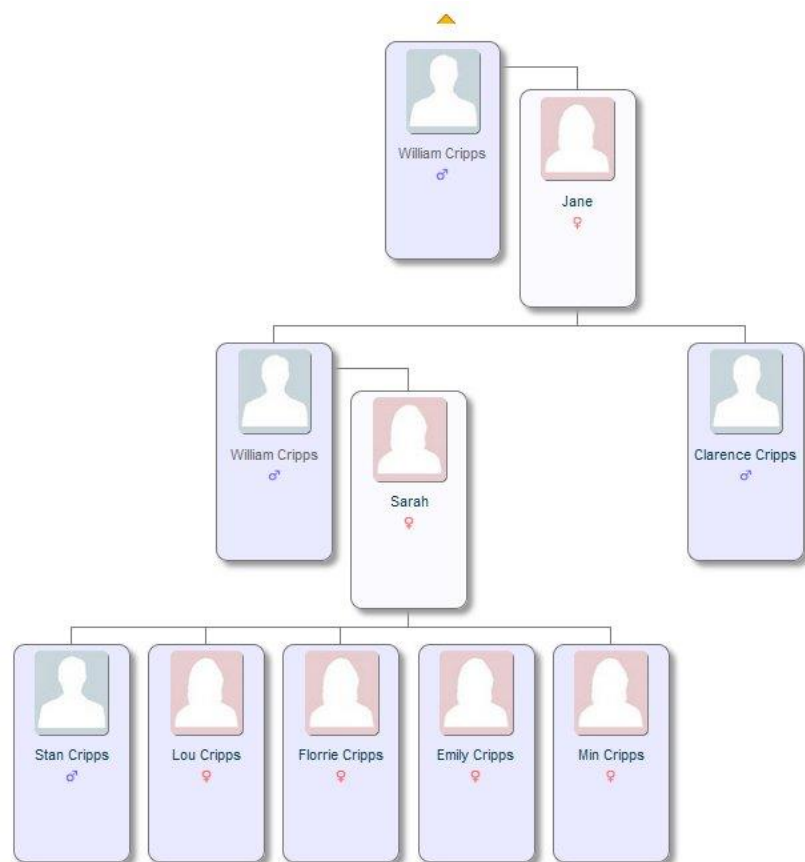 William Cripps
♂
Jane
♀
William Cripps
♂
Sarah
♀
Clarence Cripps
♂
Stan Cripps
♂
Lou Cripps
♀
Florrie Cripps
♀
Emily Cripps
♀
Min Cripps
♀